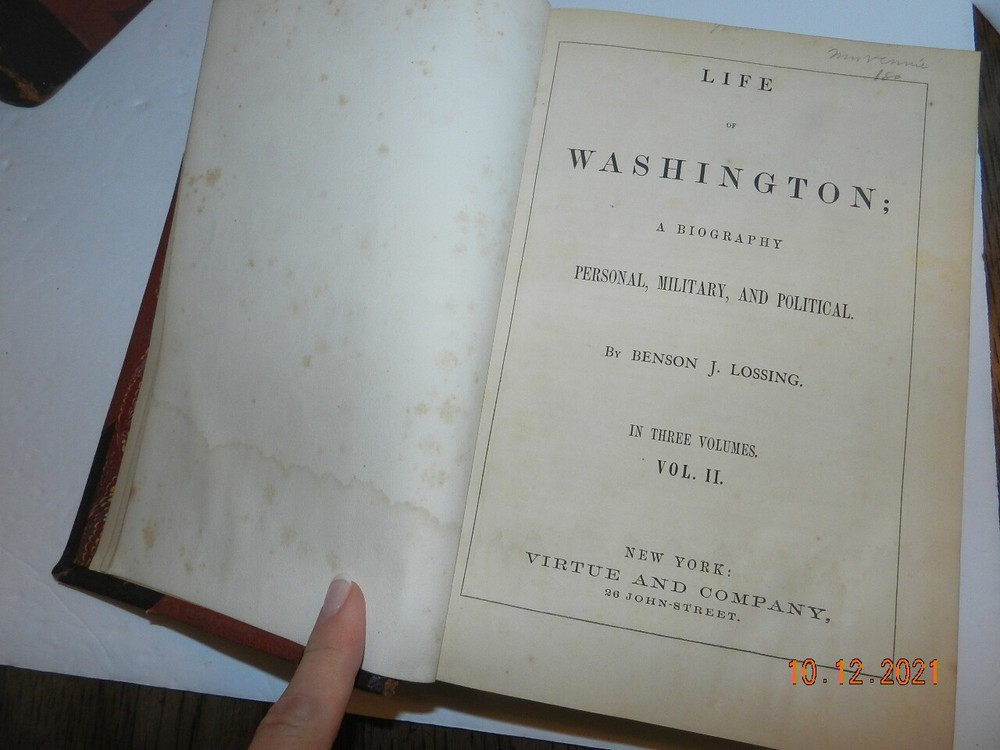 LIFE
OF
WASHINGTON;
A BIOGRAPHY
PERSONAL, MILITARY, AND POLITICAL.
By BENSON J. LOSSING.
IN THREE VOLUMES.
VOL. II.
NEW YORK:
VIRTUE AND COMPANY,
26 JOHN-STREET.
10.12.2021